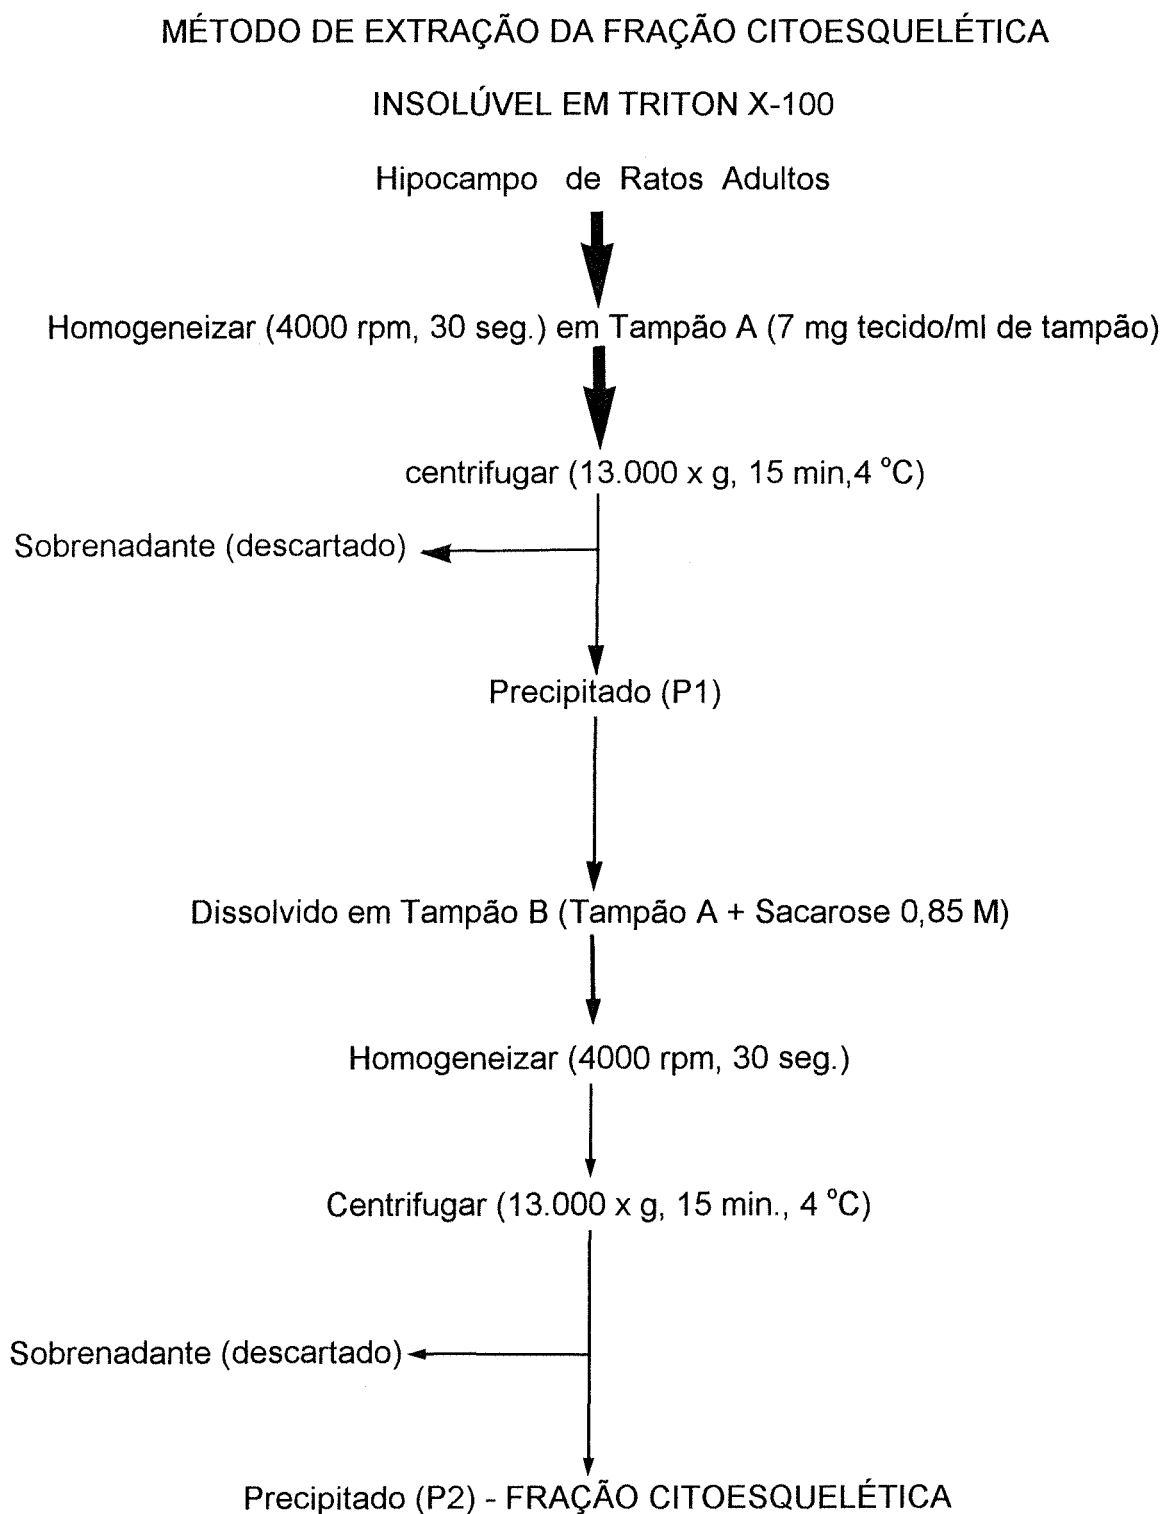 MÉTODO DE EXTRAÇÃO DA FRAÇÃO CITOESQUELÉTICA
INSOLÚVEL EM TRITON X-100
Hipocampo de Ratos Adultos
Homogeneizar (4000 rpm, 30 seg.) em Tampão A (7 mg tecido/ml de tampão)
centrifugar (13.000 x g, 15 min,4 °C)
Sobrenadante (descartado)
Precipitado (P1)
Dissolvido em Tampão B (Tampão A + Sacarose 0,85 M)
Homogeneizar (4000 rpm, 30 seg.)
Centrifugar (13.000 x g, 15 min., 4 °C)
Sobrenadante (descartado)
Precipitado (P2) - FRAÇÃO CITOESQUELÉTICA